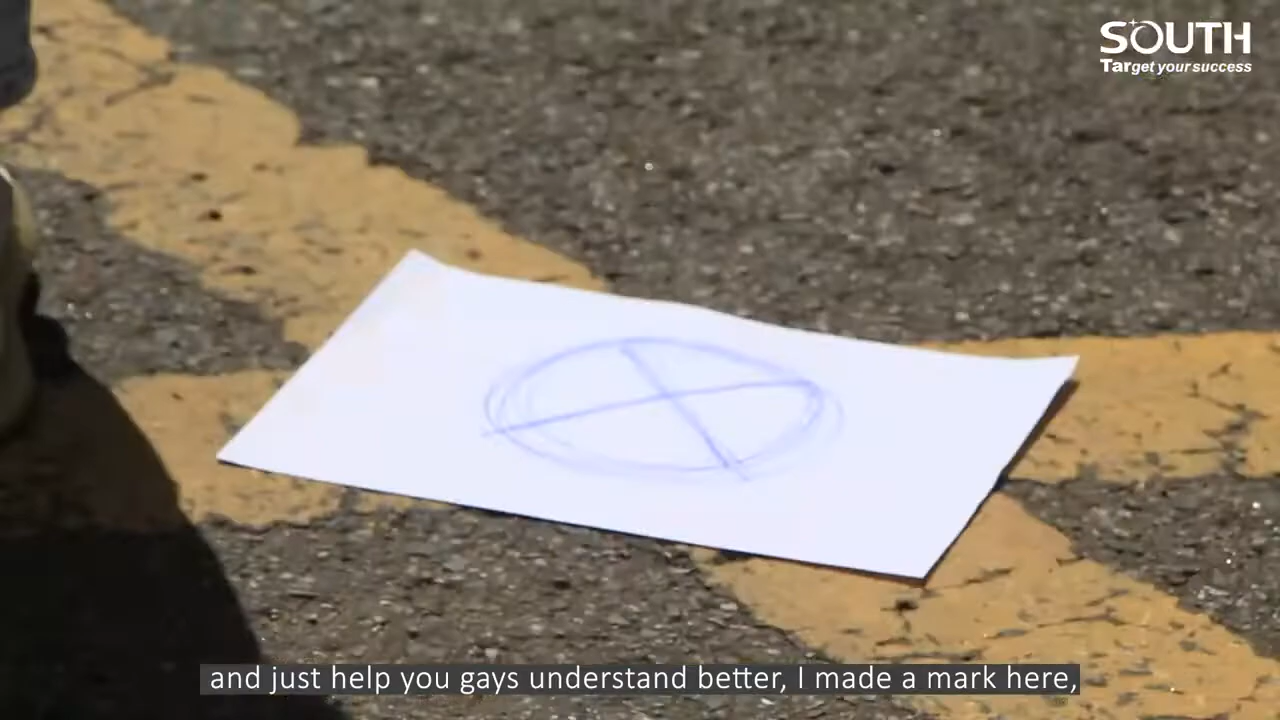 SOUTH
Target your success
and just help you gays understand better, I made a mark here,